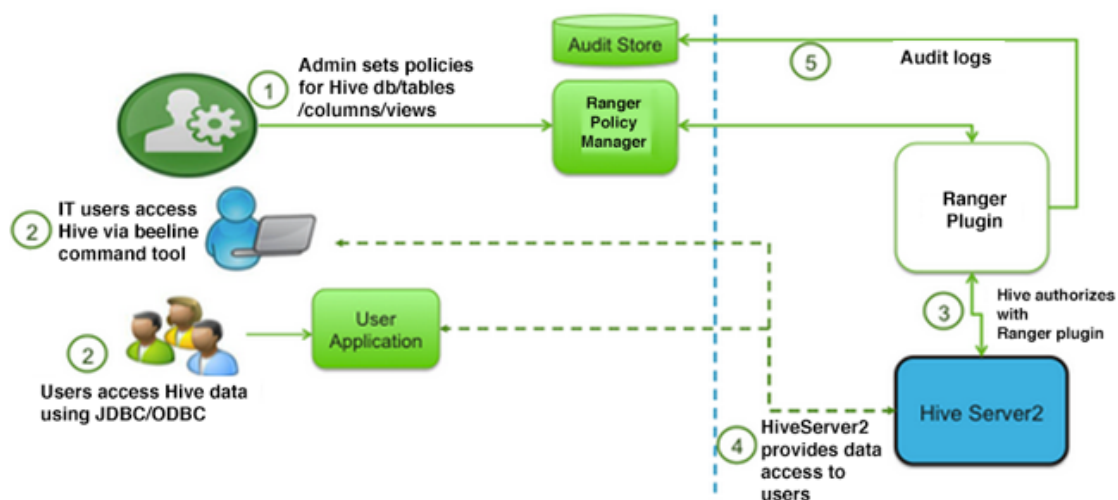 Audit Store
5
Audit logs
1
Admin sets policies
for Hive db/tables
/columns/views
Ranger
Policy
Manager
Ranger
Plugin
2
IT users access
Hive via beeline
command tool
3
Hive authorizes
with
Ranger plugin
User
Application
2
Users access Hive data
using JDBC/ODBC
Hive Server2
4
HiveServer2
provides data
access to
users